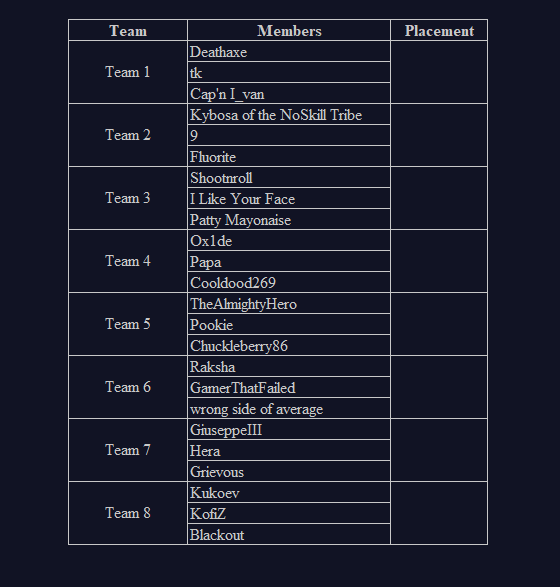 Team Members Placement
Team 1
Deathaxe
tk
Cap'n I_van
Team 2
Kybosa of the NoSkill Tribe
9
Fluorite
Team 3
Shootnroll
I Like Your Face
Patty Mayonaise
Team 4
Ox1de
Papa
Cooldood269
Team 5
TheAlmightyHero
Pookie
Chuckleberry86
Team 6
Raksha
GamerThatFailed
wrong side of average
Team 7
GiuseppeIII
Hera
Grievous
Team 8
Kukoev
KofiZ
Blackout